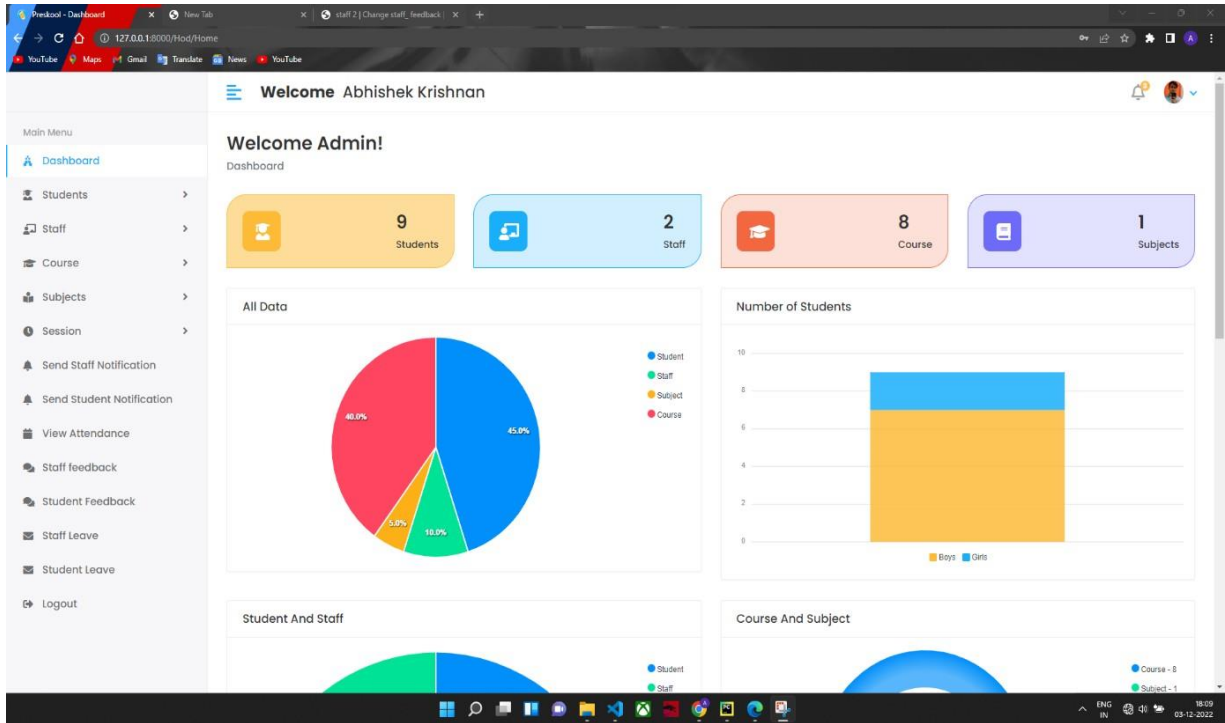 Preskool - Dashboard
New Tab
staff 2 | Change staff_feedback |
127.0.0.1:8000/Hod/Home
YouTube Maps Gmail Translate News YouTube
Welcome Abhishek Krishnan
Main Menu
Dashboard
Students
Staff
Course
Subjects
Session
Send Staff Notification
Send Student Notification
View Attendance
Staff feedback
Student Feedback
Staff Leave
Student Leave
Logout
Welcome Admin!
Dashboard
9
Students
2
Staff
8
Course
1
Subjects
All Data
40.0%
45.0%
5.0%
10.0%
Student
Staff
Subject
Course
Number of Students
10
8
6
4
2
0
Boys Girls
Student And Staff
Student
Staff
Course And Subject
Course - 8
Subject - 1
ENG
IN
18:09
03-12-2022